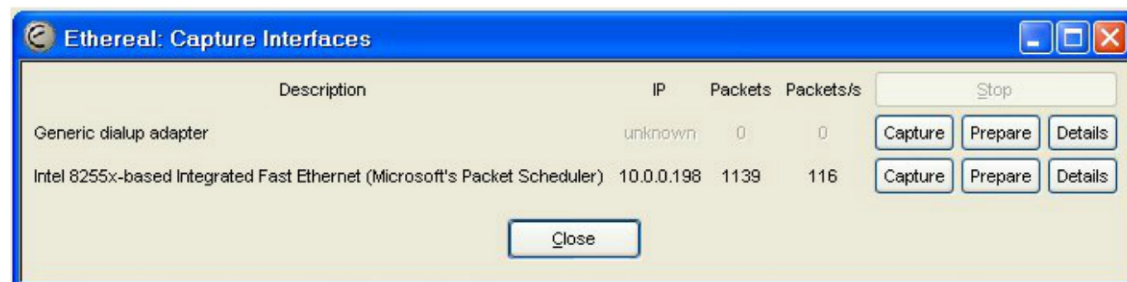 Ethereal: Capture Interfaces
Description IP Packets Packets/s Stop
Generic dialup adapter unknown 0 0 Capture Prepare Details
Intel 8255x-based Integrated Fast Ethernet (Microsoft's Packet Scheduler) 10.0.0.198 1139 116 Capture Prepare Details
Close